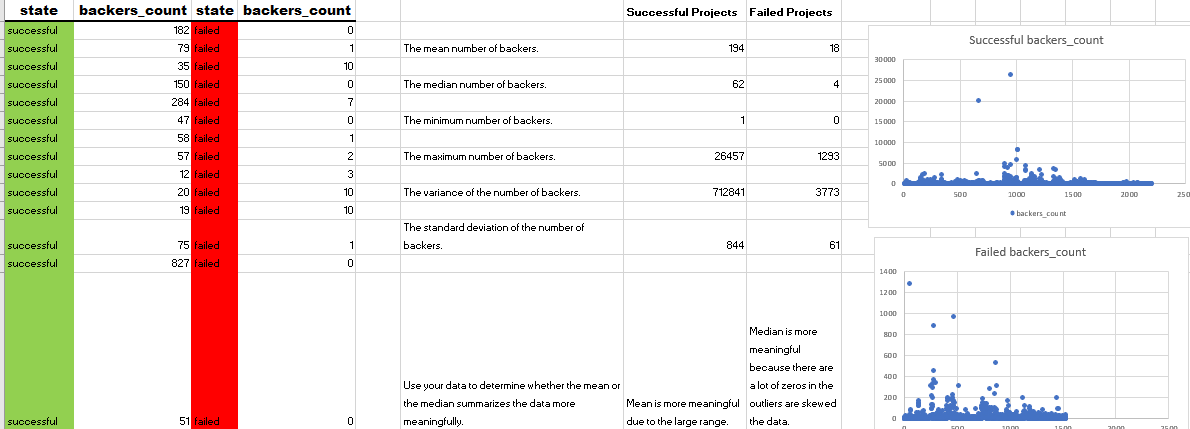 state backers_count state backers_count Successful Projects Failed Projects
successful 182 failed 0
successful 79 failed 1 The mean number of backers. 194 18
successful 35 failed 10
successful 150 failed 0 The median number of backers. 62 4
successful 284 failed 7
successful 47 failed 0 The minimum number of backers. 1 0
successful 58 failed 1
successful 57 failed 2 The maximum number of backers. 26457 1293
successful 12 failed 3
successful 20 failed 10 The variance of the number of backers. 712841 3773
successful 19 failed 10
The standard deviation of the number of
successful 75 failed 1 backers. 844 61
successful 827 failed 0
Median is more
meaningful
because there are
Use your data to determine whether the mean or a lot of zeros in the
the median summarizes the data more Mean is more meaningful outliers are skewed
successful 51 failed 0 meaningfully. due to the large range. the data.
Successful backers_count
30000
25000
20000
15000
10000
5000
0
0 500 1000 1500 2000 250
backers_count
Failed backers_count
1400
1200
1000
800
600
400
200
0
0 500 1000 1500 2000 2500